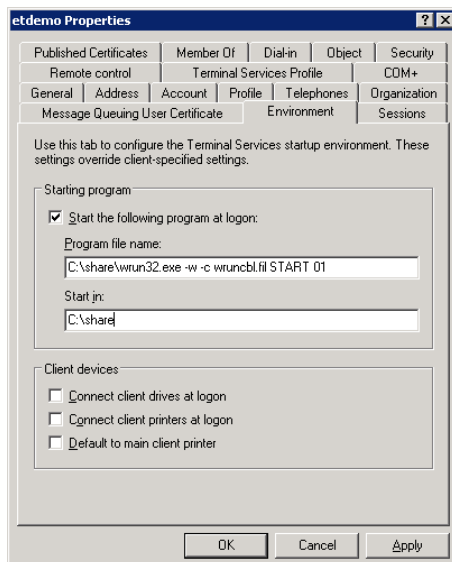 etdemo Properties
Published Certificates Member Of Dial-in Object Security
Remote control Terminal Services Profile COM+
General Address Account Profile Telephones Organization
Message Queuing User Certificate Environment Sessions
Use this tab to configure the Terminal Services startup environment. These
settings override client-specified settings.
Starting program
Start the following program at logon:
Program file name:
C:\share\wrun32.exe -w -c wruncbl.fil START 01
Start in:
C:\share
Client devices
Connect client drives at logon
Connect client printers at logon
Default to main client printer
OK Cancel Apply